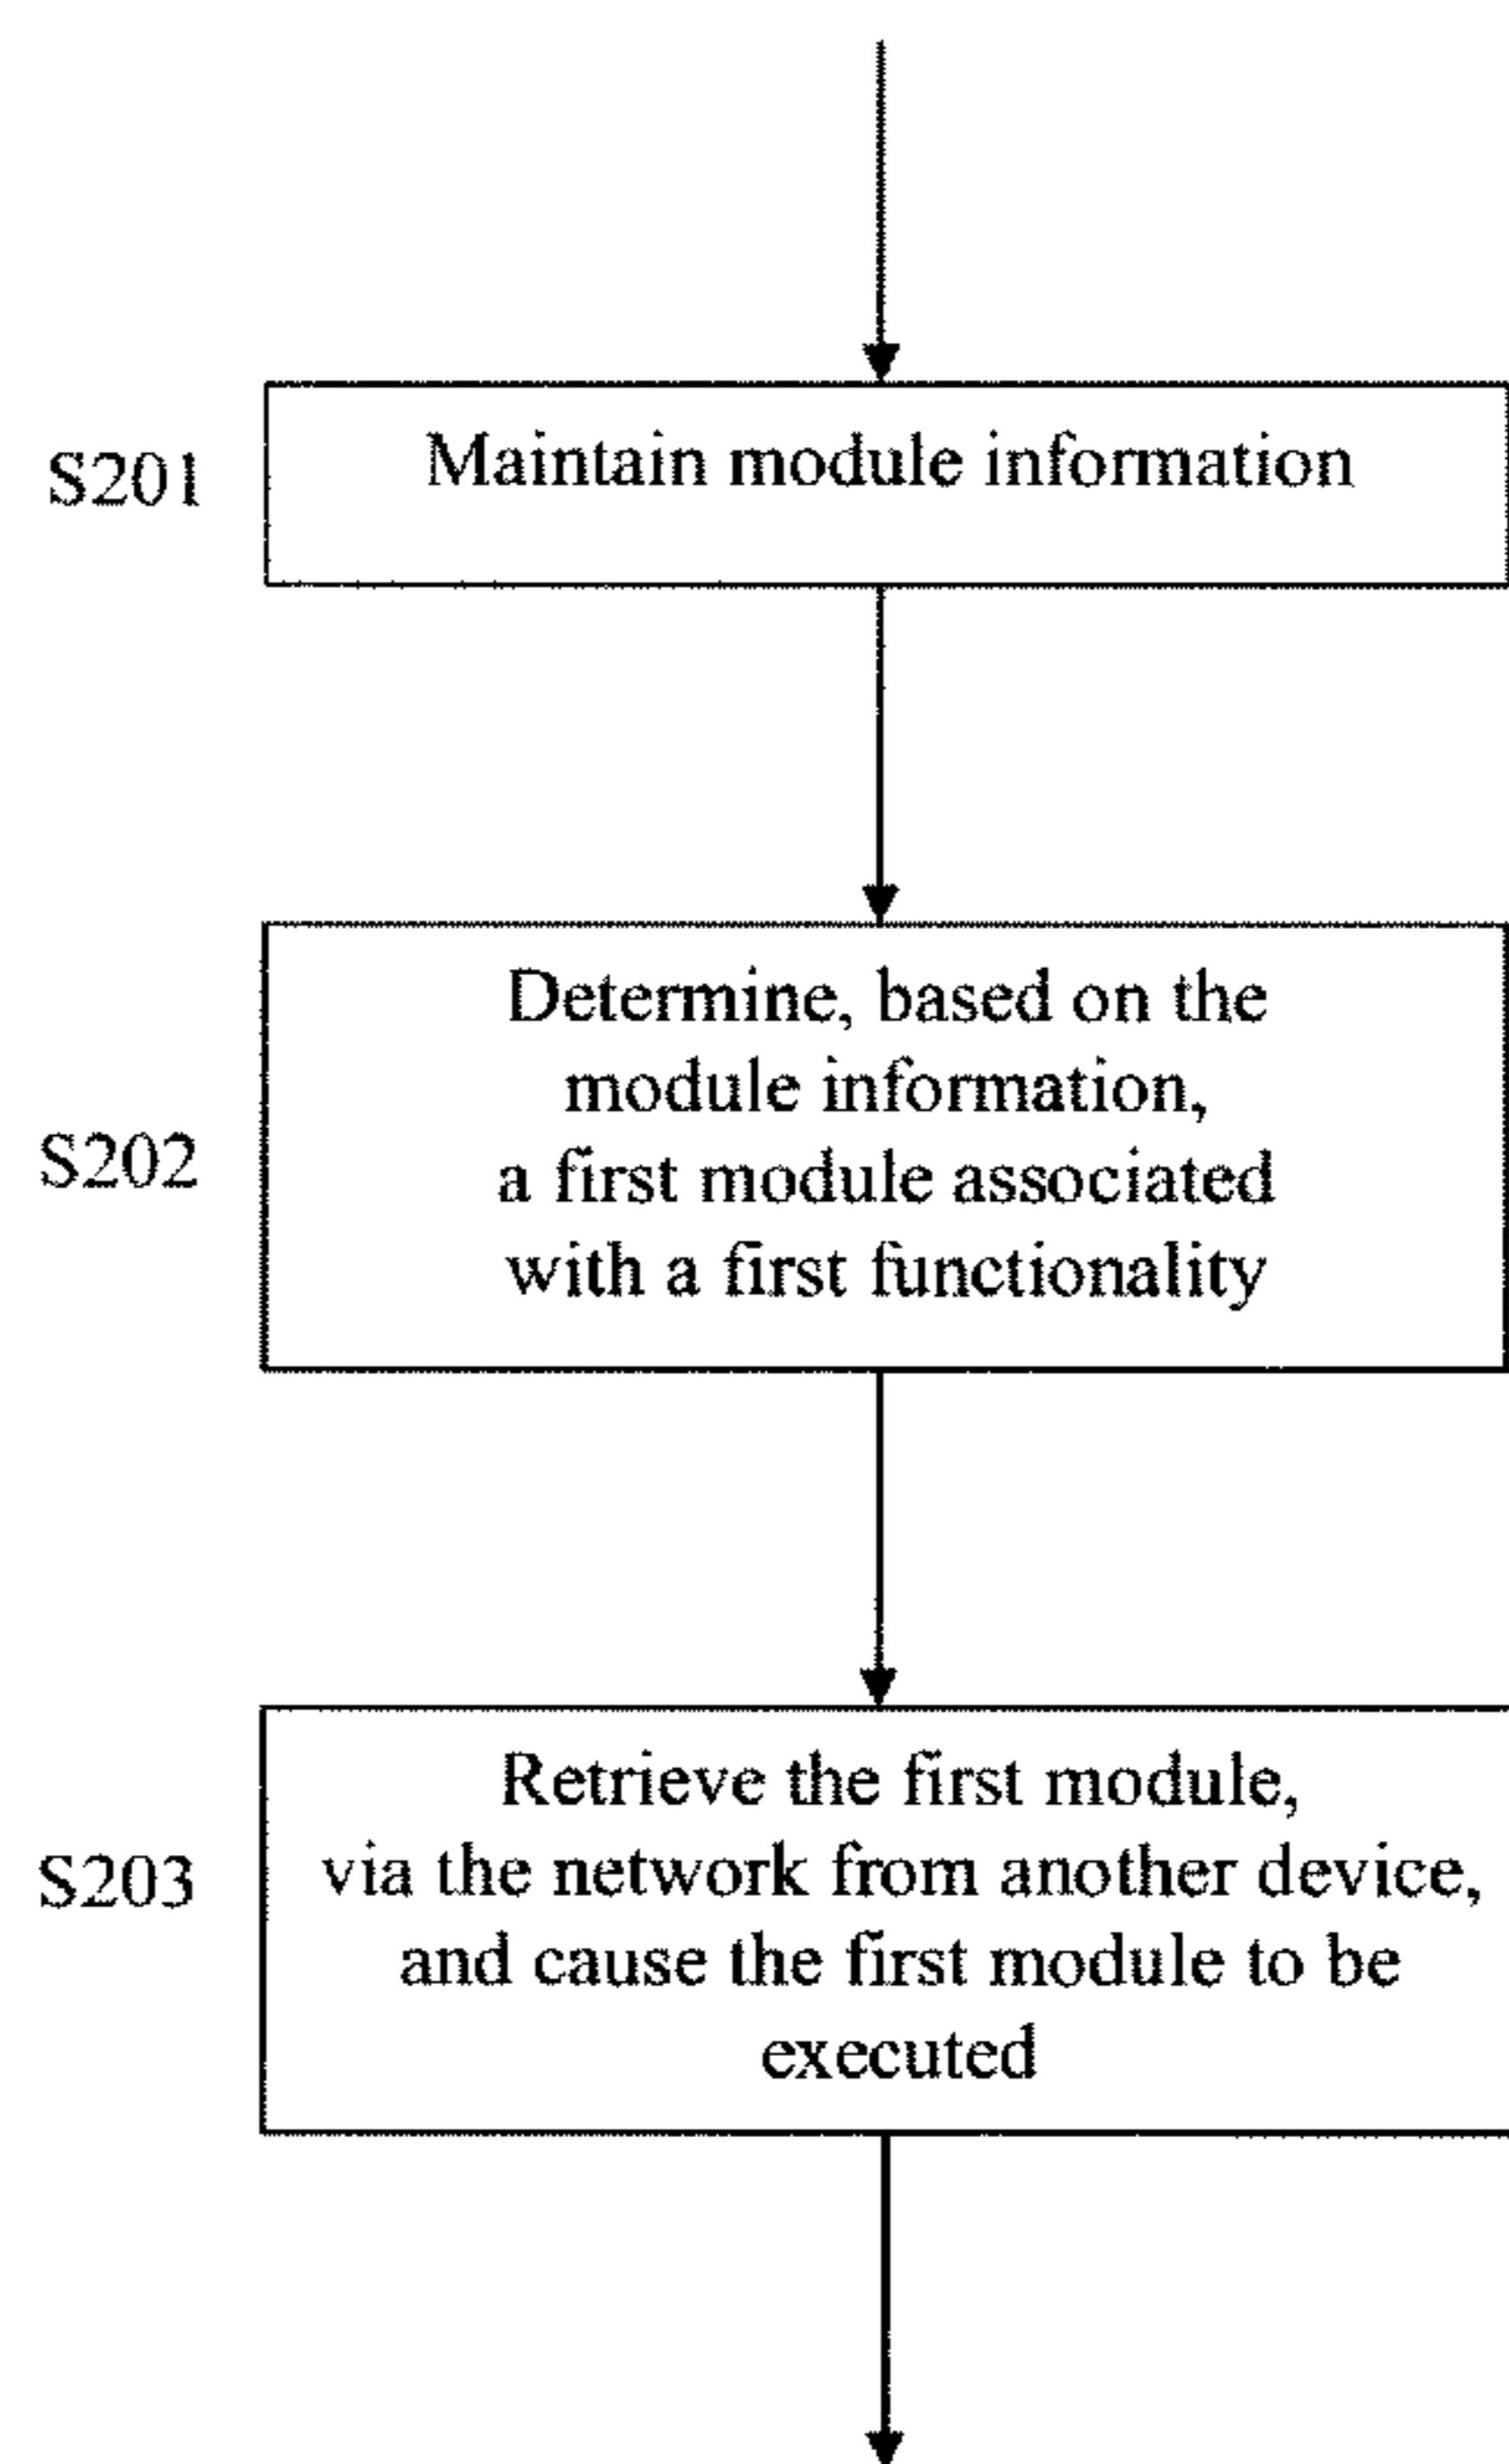 S201
Maintain module information
S202
Determine, based on the
module information,
a first module associated
with a first functionality
S203
Retrieve the first module,
via the network from another device,
and cause the first module to be
executed